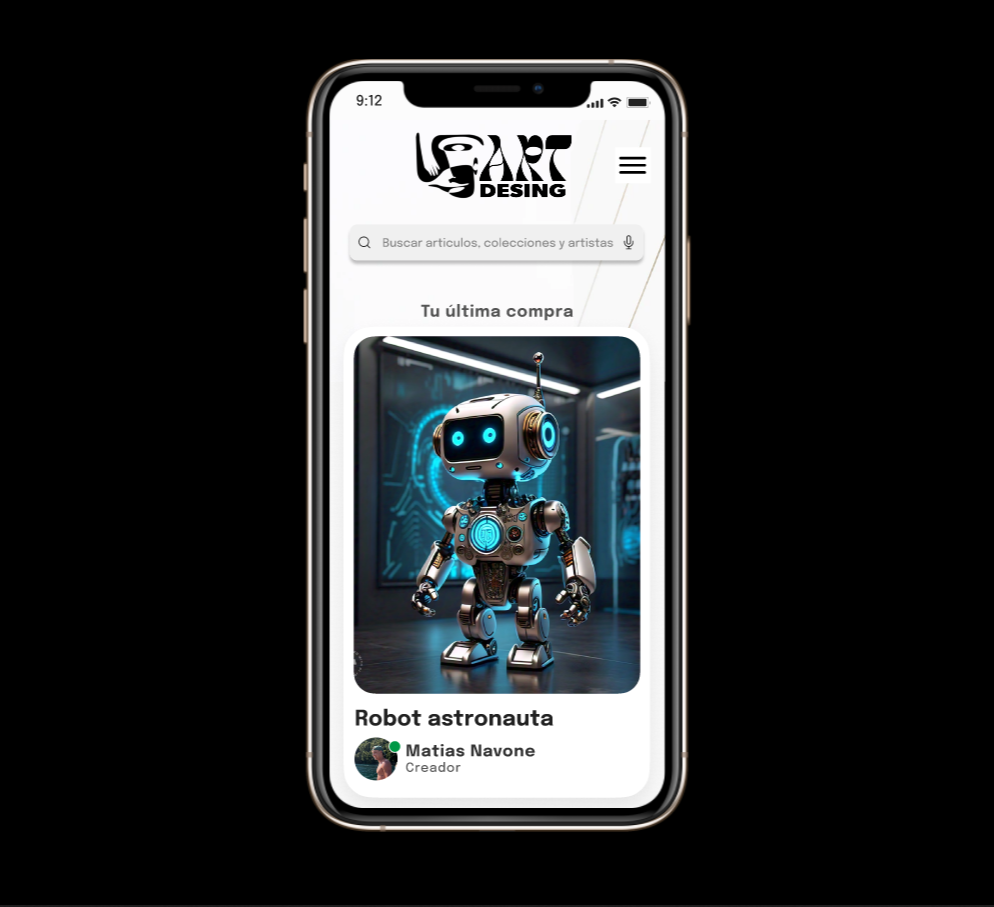 9:12
ART
DESING
Buscar articulos, colecciones y artistas
Tu última compra
Robot astronauta
Matias Navone
Creador